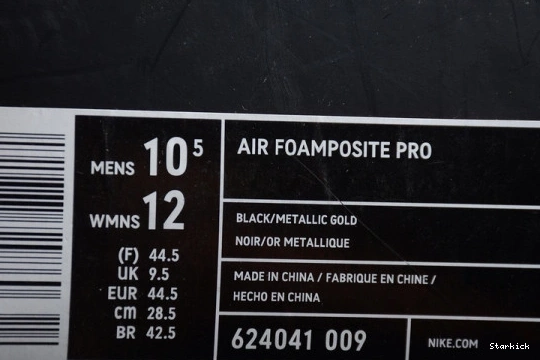 MENS 10 5
WMNS 12
(F) 44.5
UK 9.5
EUR 44.5
cm 28.5
BR 42.5
AIR FOAMPOSITE PRO
BLACK/METALLIC GOLD
NOIR/OR METALLIQUE
MADE IN CHINA / FABRIQUE EN CHINE /
HECHO EN CHINA
624041 009
NIKE.COM
Starkick